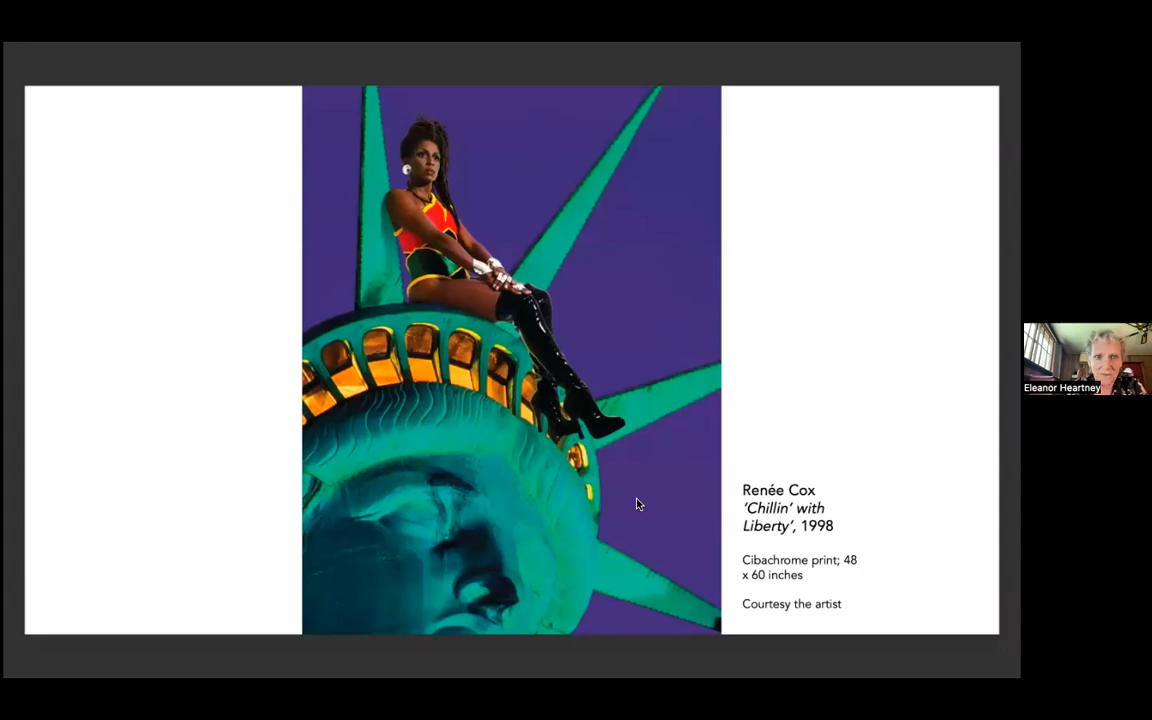 Renée Cox
‘Chillin’ with
Liberty’, 1998
Cibachrome print; 48
x 60 inches
Courtesy the artist
Eleanor Heartney